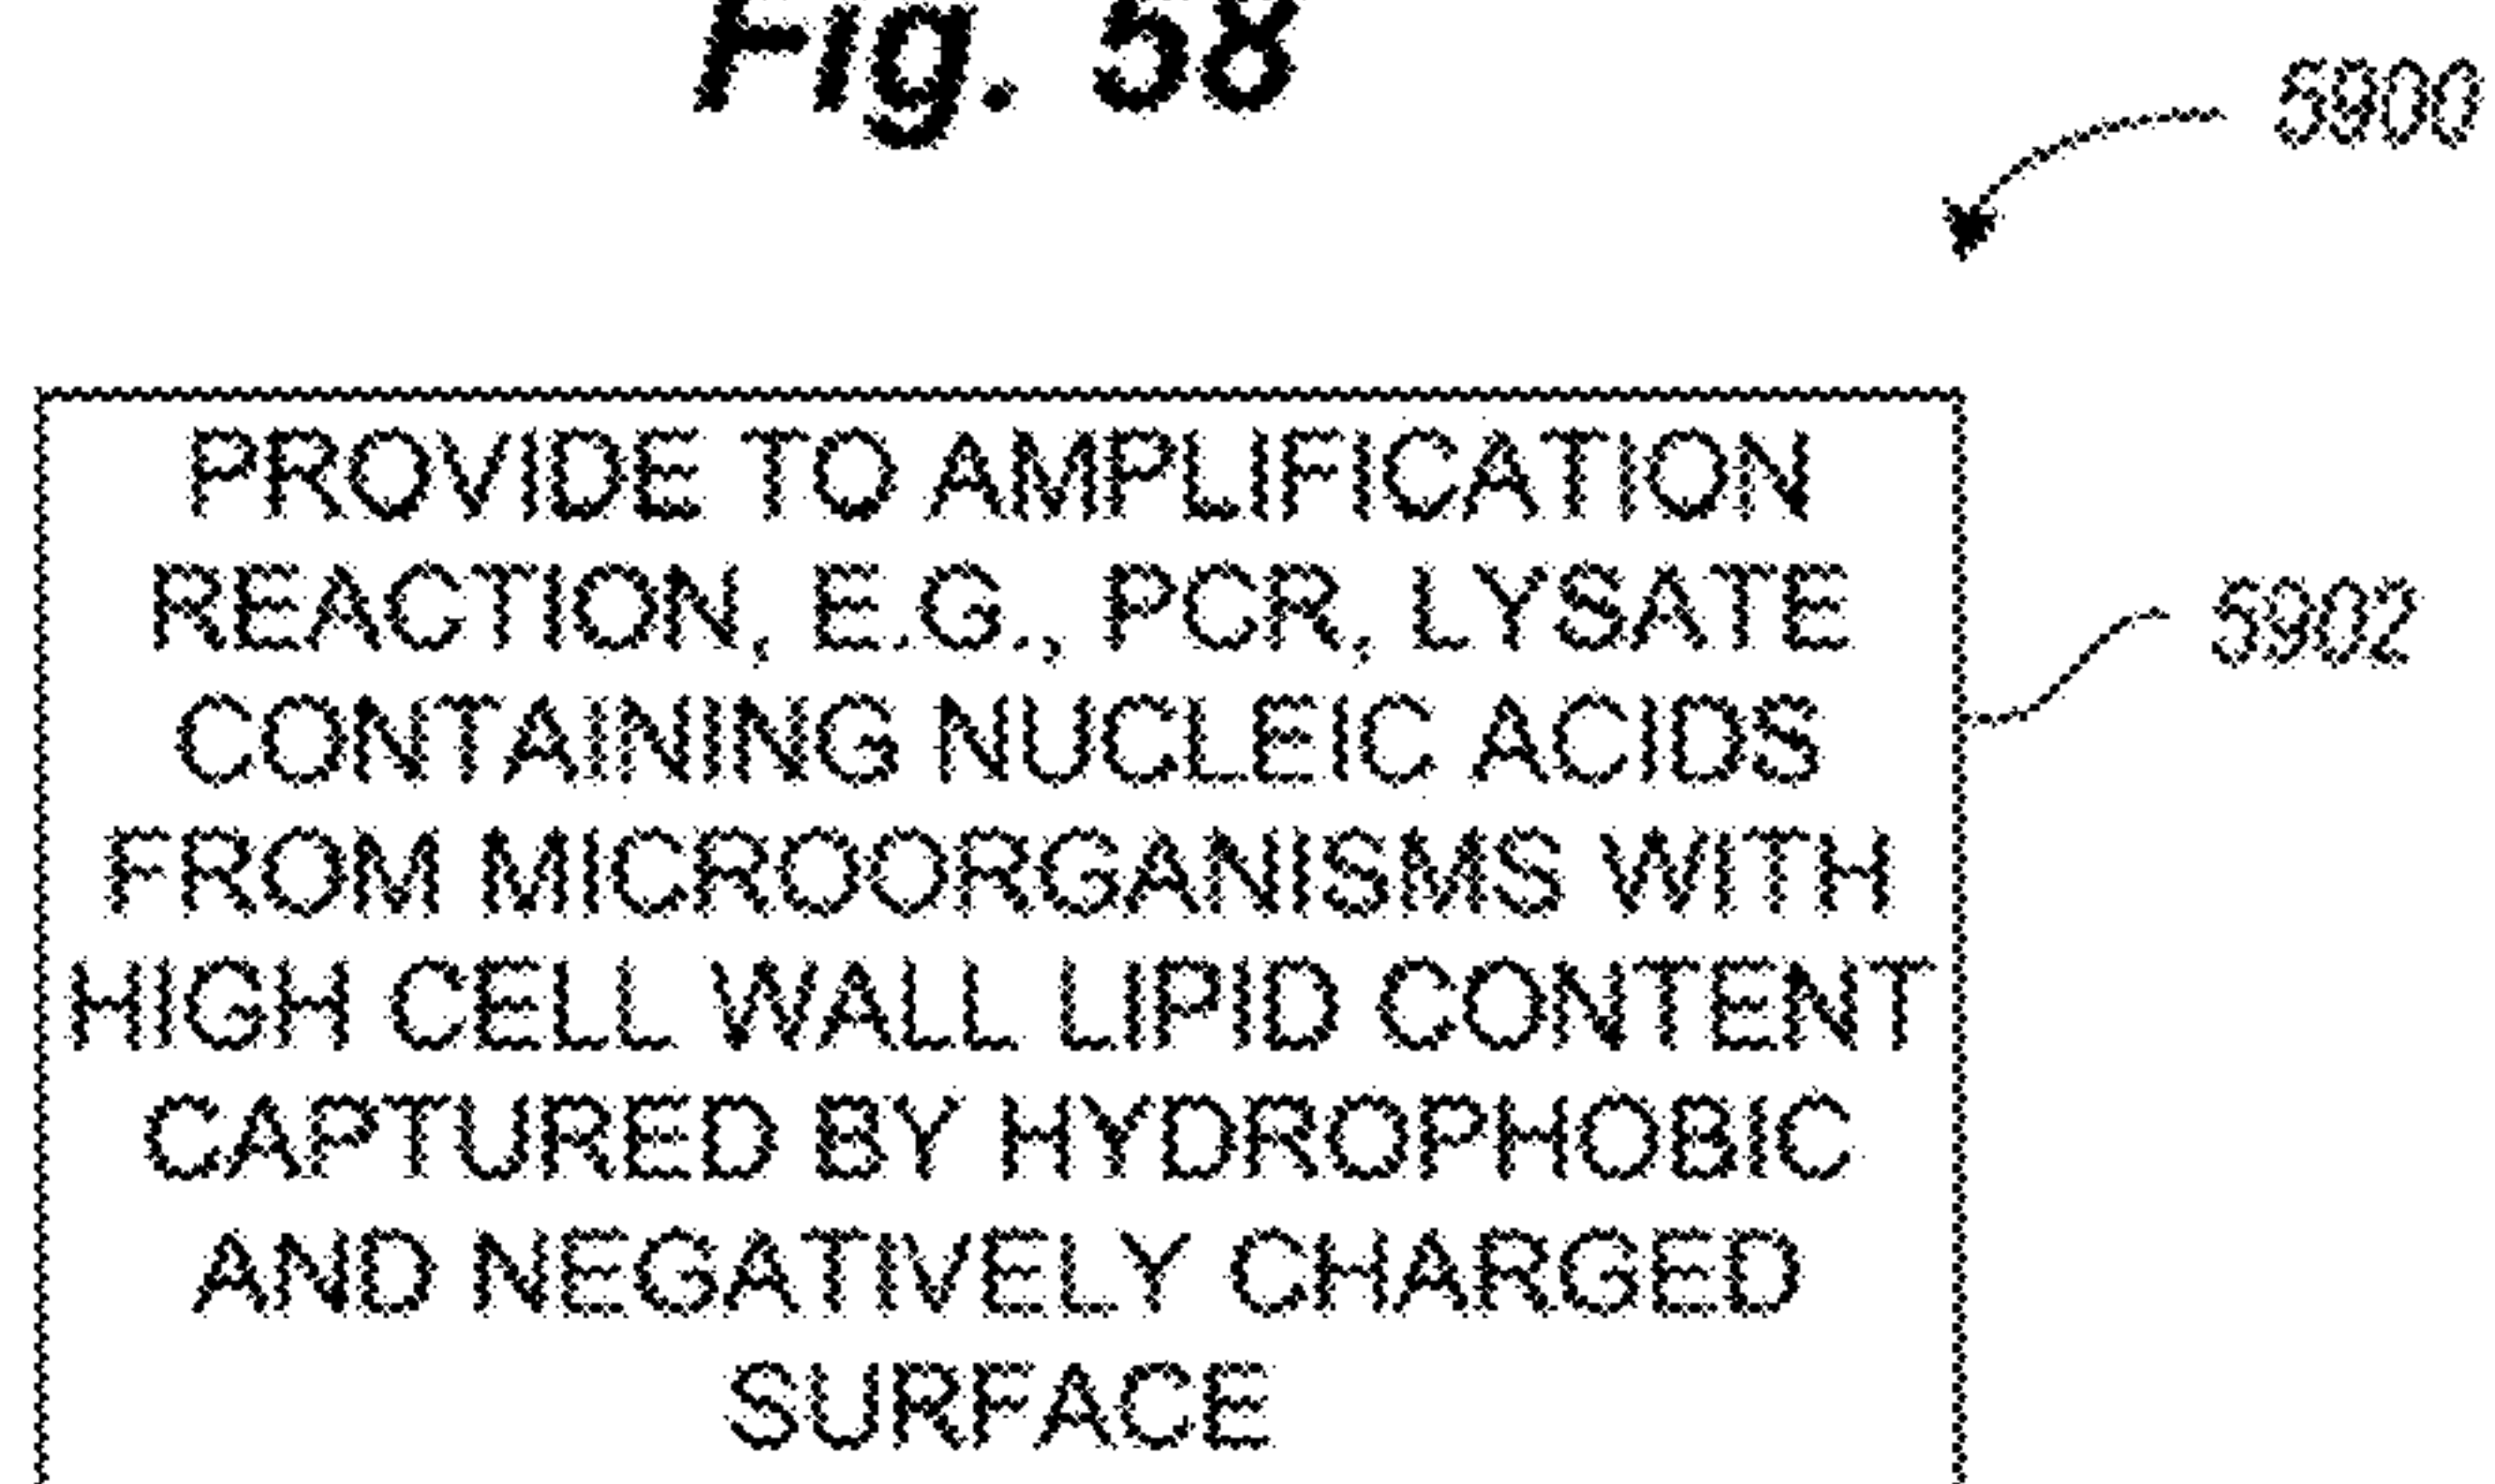 Fig. 58
5900
PROVIDE TO AMPLIFICATION
REACTION, E.G., PCR, LYSATE
5902
CONTAINING NUCLEIC ACIDS
FROM MICROORGANISMS WITH
HIGH CELL WALL LIPID CONTENT
CAPTURED BY HYDROPHOBIC
AND NEGATIVELY CHARGED
SURFACE